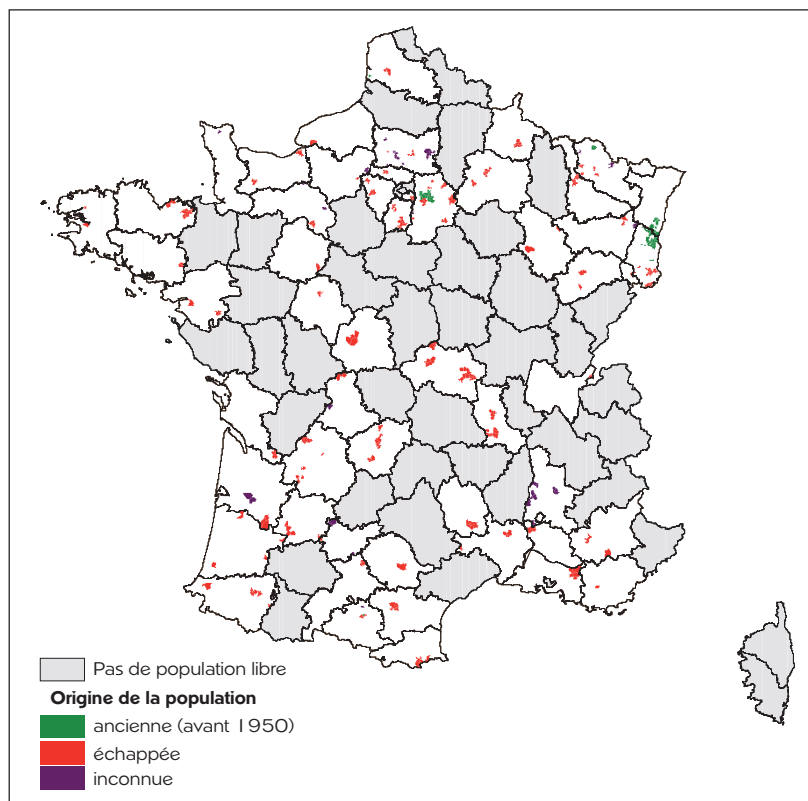 Pas de population libre
Origine de la population
ancienne (avant 1950)
échappée
inconnue